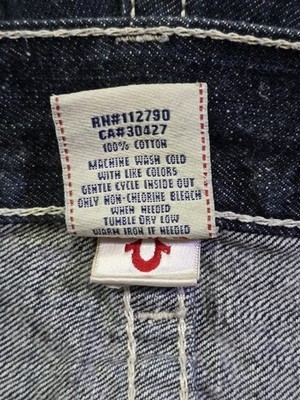 RN#112790
CA#30427
100% COTTON
MACHINE WASH COLD
WITH LIKE COLORS
GENTLE CYCLE INSIDE OUT
ONLY NON-CHLORINE BLEACH
WHEN NEEDED
TUMBLE DRY LOW
WARM IRON IF NEEDED